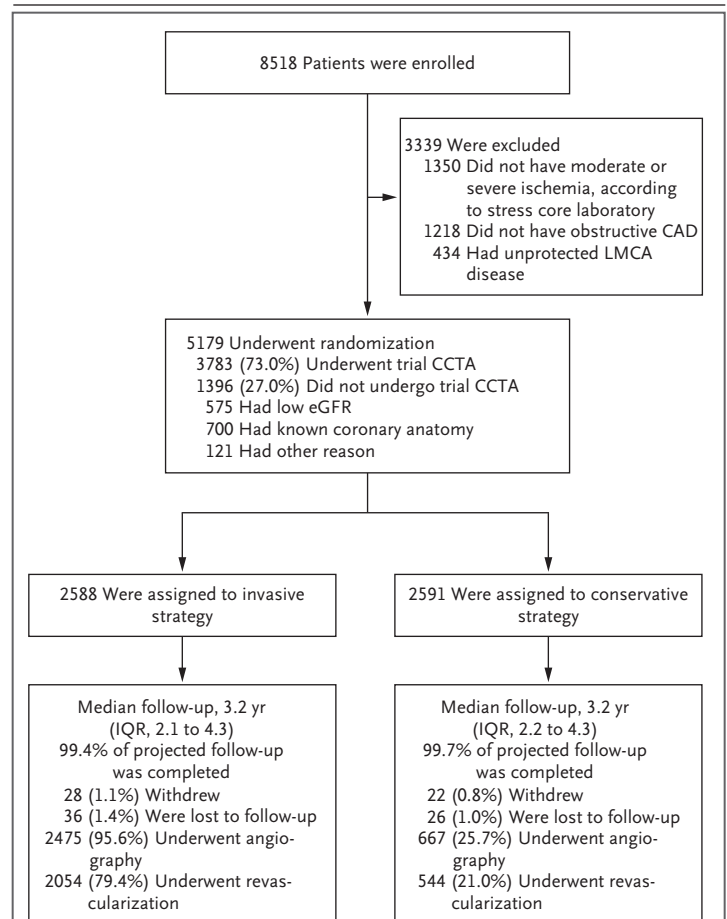 8518 Patients were enrolled
3339 Were excluded
1350 Did not have moderate or
severe ischemia, according
to stress core laboratory
1218 Did not have obstructive CAD
434 Had unprotected LMCA
disease
5179 Underwent randomization
3783 (73.0%) Underwent trial CCTA
1396 (27.0%) Did not undergo trial CCTA
575 Had low eGFR
700 Had known coronary anatomy
121 Had other reason
2588 Were assigned to invasive
strategy
2591 Were assigned to conservative
strategy
Median follow-up, 3.2 yr
(IQR, 2.1 to 4.3)
99.4% of projected follow-up
was completed
28 (1.1%) Withdrew
36 (1.4%) Were lost to follow-up
2475 (95.6%) Underwent angio-
graphy
2054 (79.4%) Underwent revas-
cularization
Median follow-up, 3.2 yr
(IQR, 2.2 to 4.3)
99.7% of projected follow-up
was completed
22 (0.8%) Withdrew
26 (1.0%) Were lost to follow-up
667 (25.7%) Underwent angio-
graphy
544 (21.0%) Underwent revas-
cularization